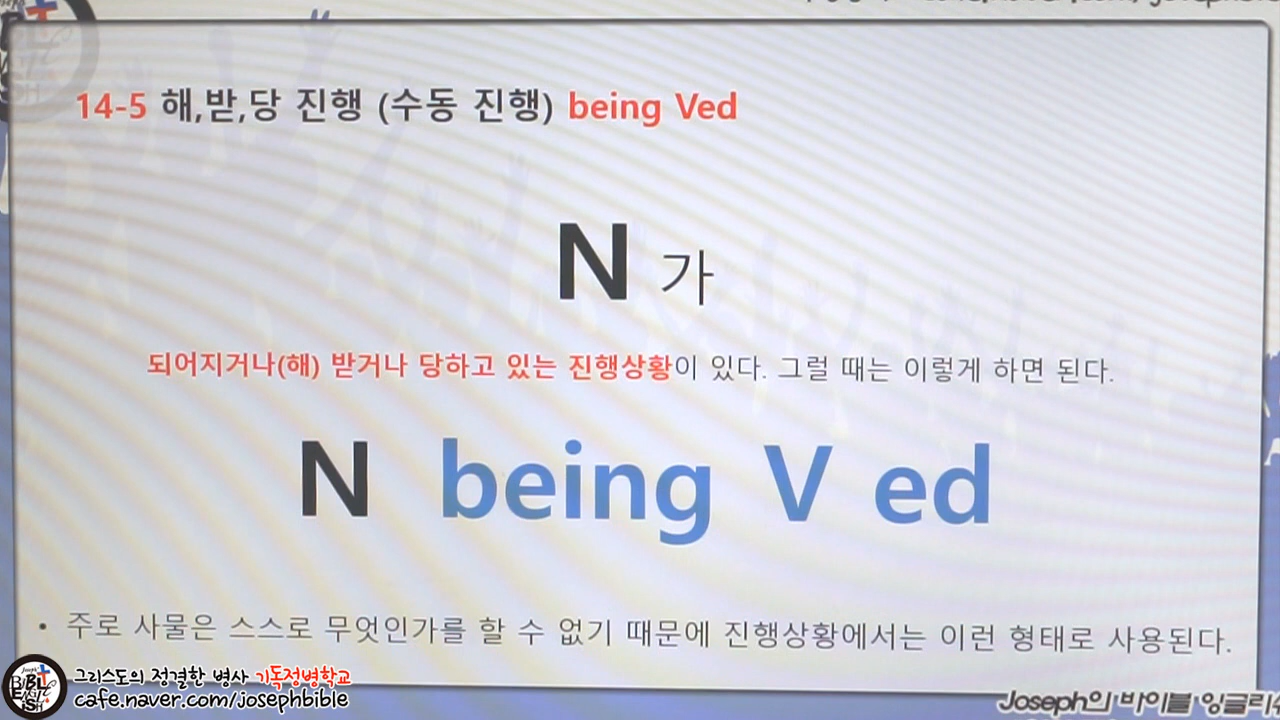 14-5 해,받,당 진행 (수동 진행) being Ved
N 가
되어지거나(해) 받거나 당하고 있는 진행상황이 있다. 그럴 때는 이렇게 하면 된다.
N being V ed
• 주로 사물은 스스로 무엇인가를 할 수 없기 때문에 진행상황에서는 이런 형태로 사용된다.
그리스도의 정결한 병사 기독정병학교
cafe.naver.com/josephbible
Joseph의 바이블 잉글리쉬